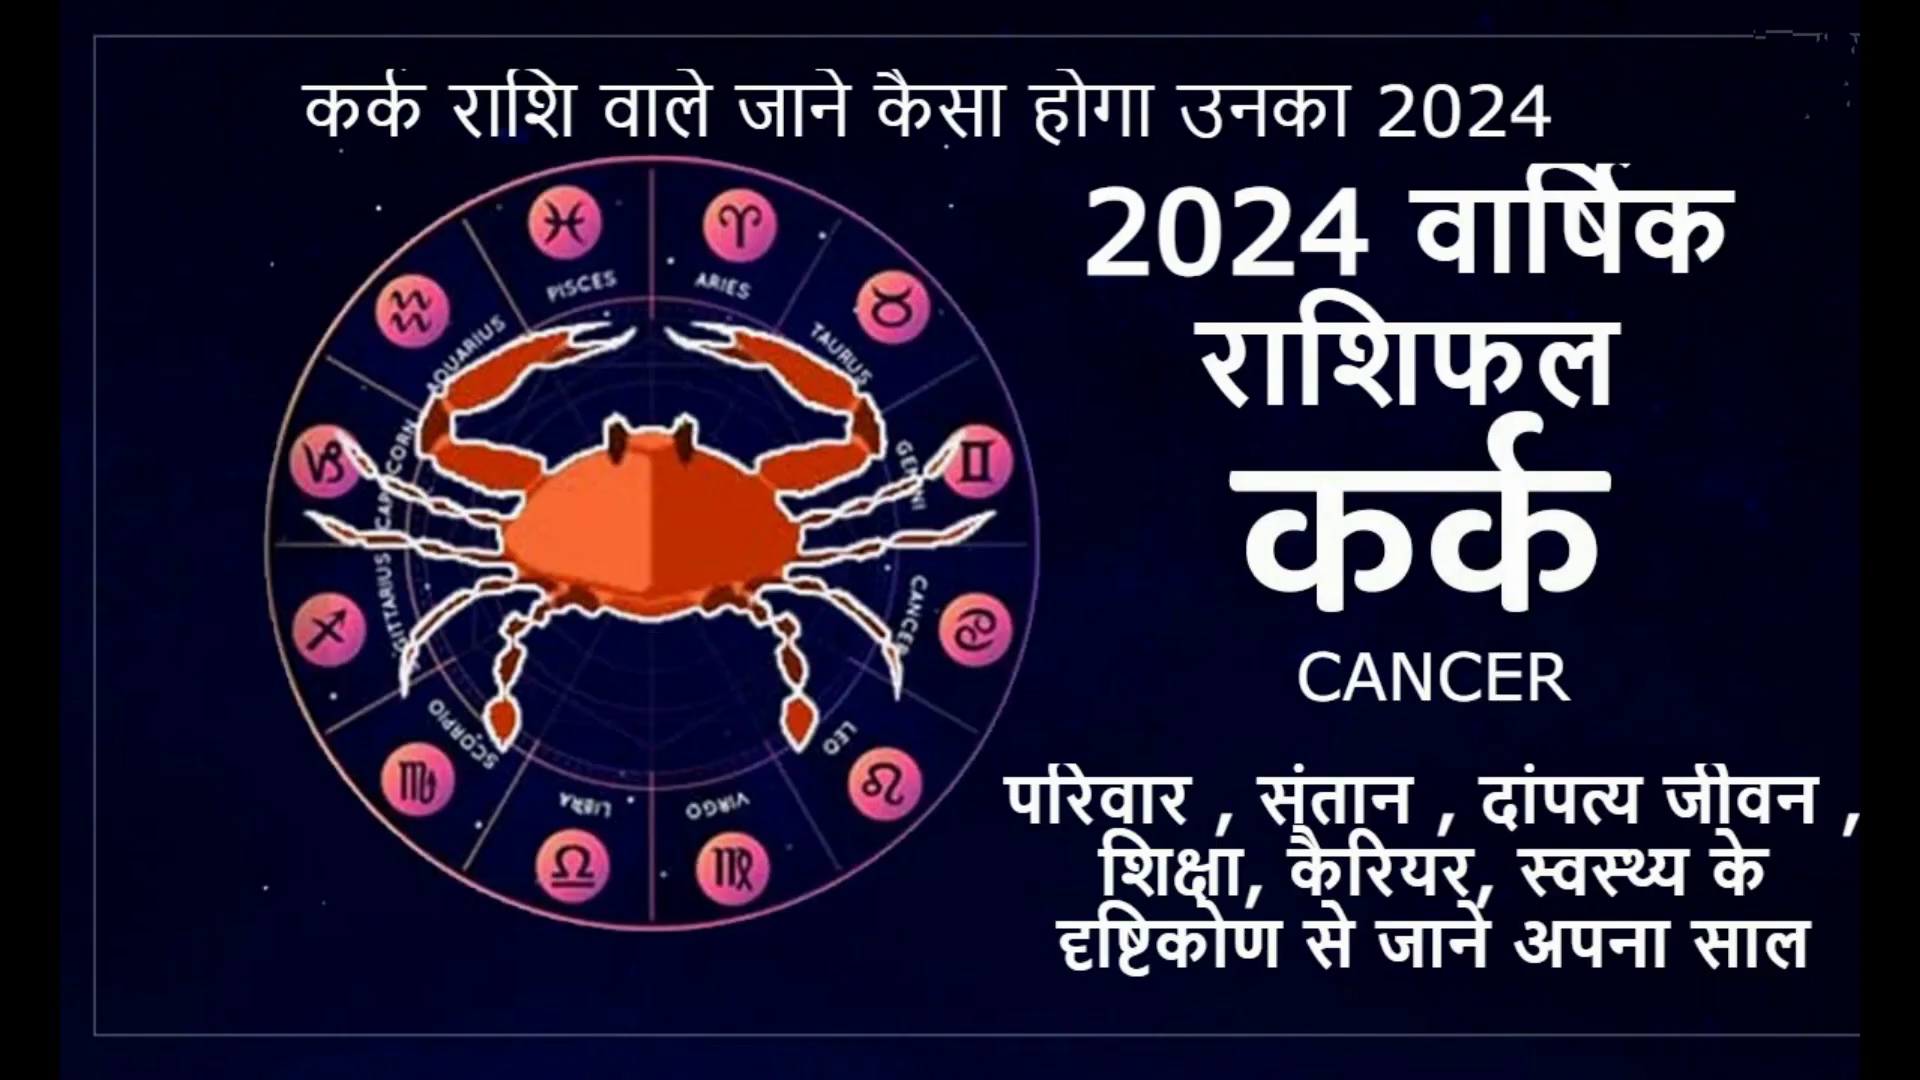 कर्क राशि वाले जाने कैसा होगा उनका 2024
2024 वार्षिक
राशिफल
कर्क
CANCER
परिवार , संतान , दांपत्य जीवन ,
शिक्षा, कैरियर, स्वस्थ्य के
दृष्टिकोण से जाने अपना साल
PISCES
ARIES
AQUARIUS
TAURUS
CAPRICORN
GEMINI
SAGITTARIUS
CANCER
SCORPIO
LEO
LIBRA
VIRGO